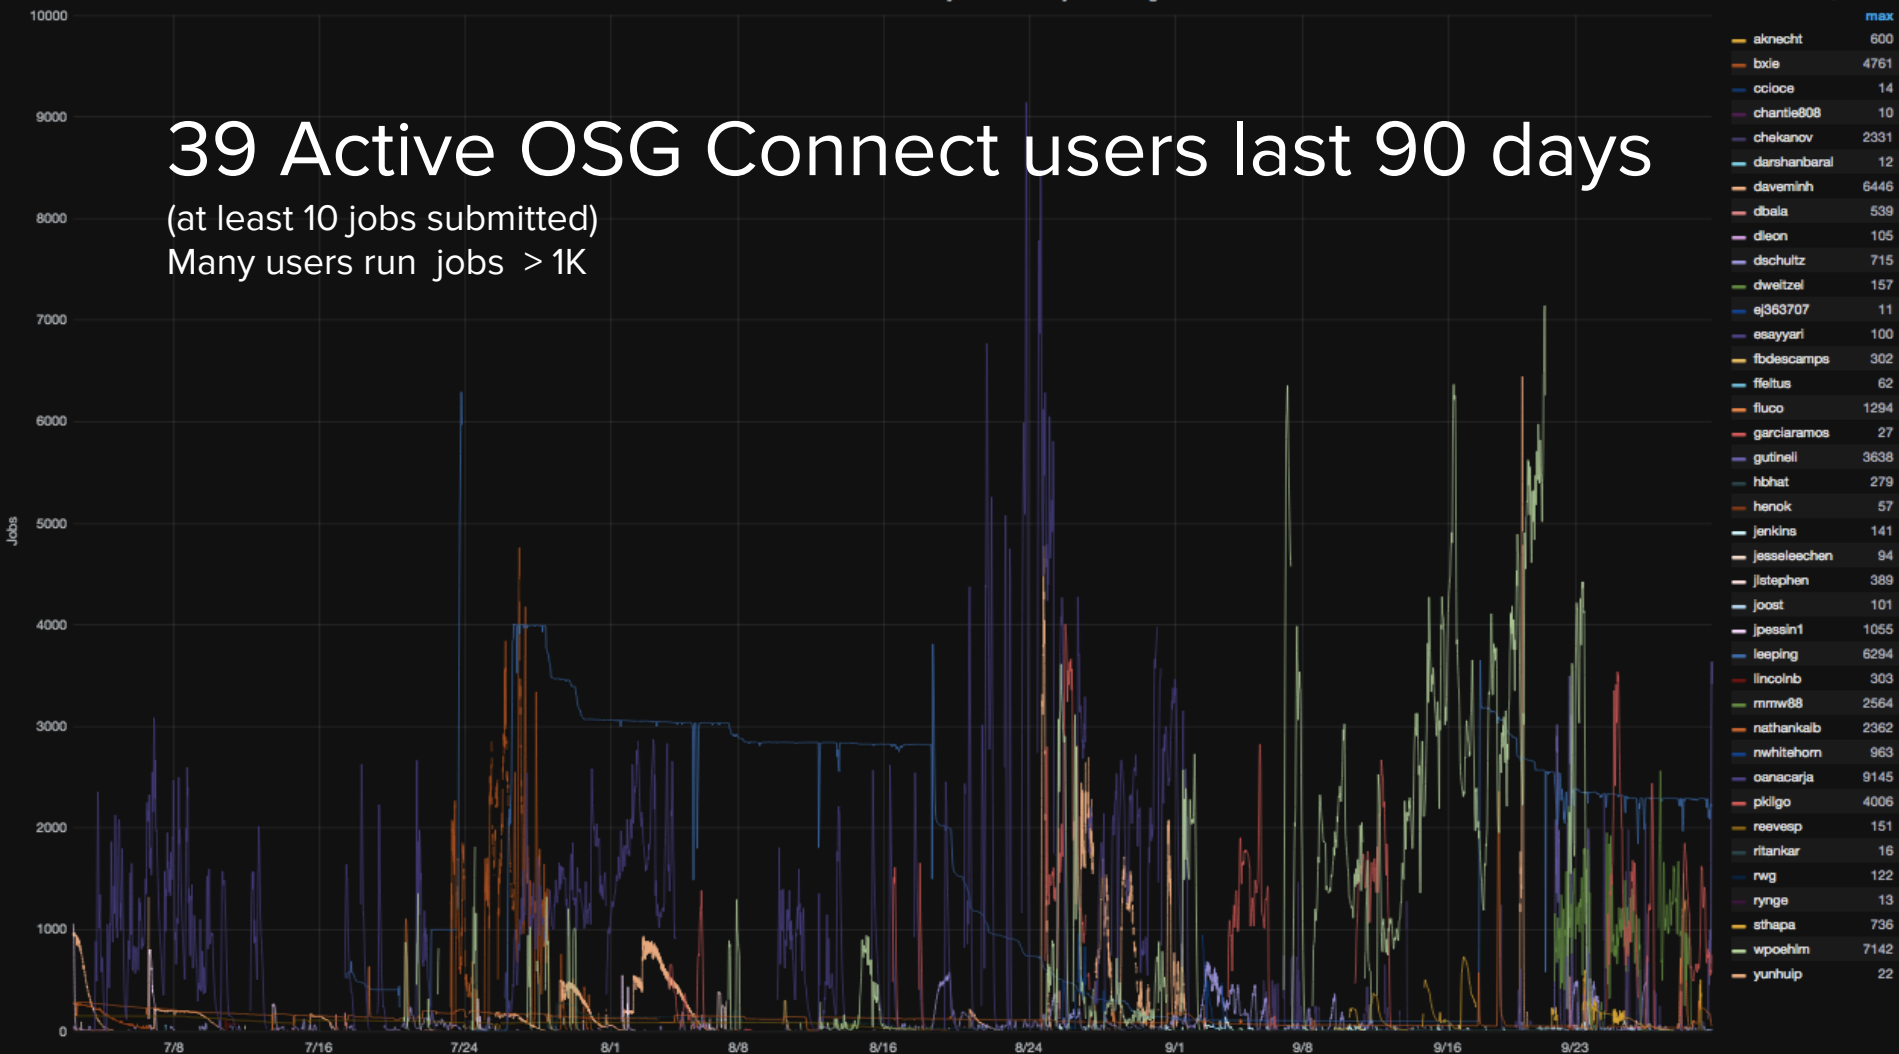 39 Active OSG Connect users last 90 days
(at least 10 jobs submitted)
Many users run jobs > 1K
Jobs
10000
9000
8000
7000
6000
5000
4000
3000
2000
1000
0
7/8 7/16 7/24 8/1 8/8 8/16 8/24 9/1 9/8 9/16 9/23
max
aknecht 600
bxie 4761
ccioce 14
chantie808 10
chekanov 2331
darshanbaral 12
daveminh 6446
dbala 539
dleon 105
dschultz 715
dweitzel 157
ej363707 11
esayyari 100
fbdescamps 302
ffeltus 62
fluco 1294
garciaramos 27
gutineli 3638
hbhat 279
henok 57
jenkins 141
jesseleechen 94
jlstephen 389
joost 101
jpessin1 1055
leeping 6294
lincolnb 303
mmw88 2564
nathankalb 2362
nwhitehorn 963
oanacarja 9145
pkilgo 4006
reevesp 151
ritankar 16
rwg 122
rynge 13
sthapa 736
wpoehlm 7142
yunhulp 22